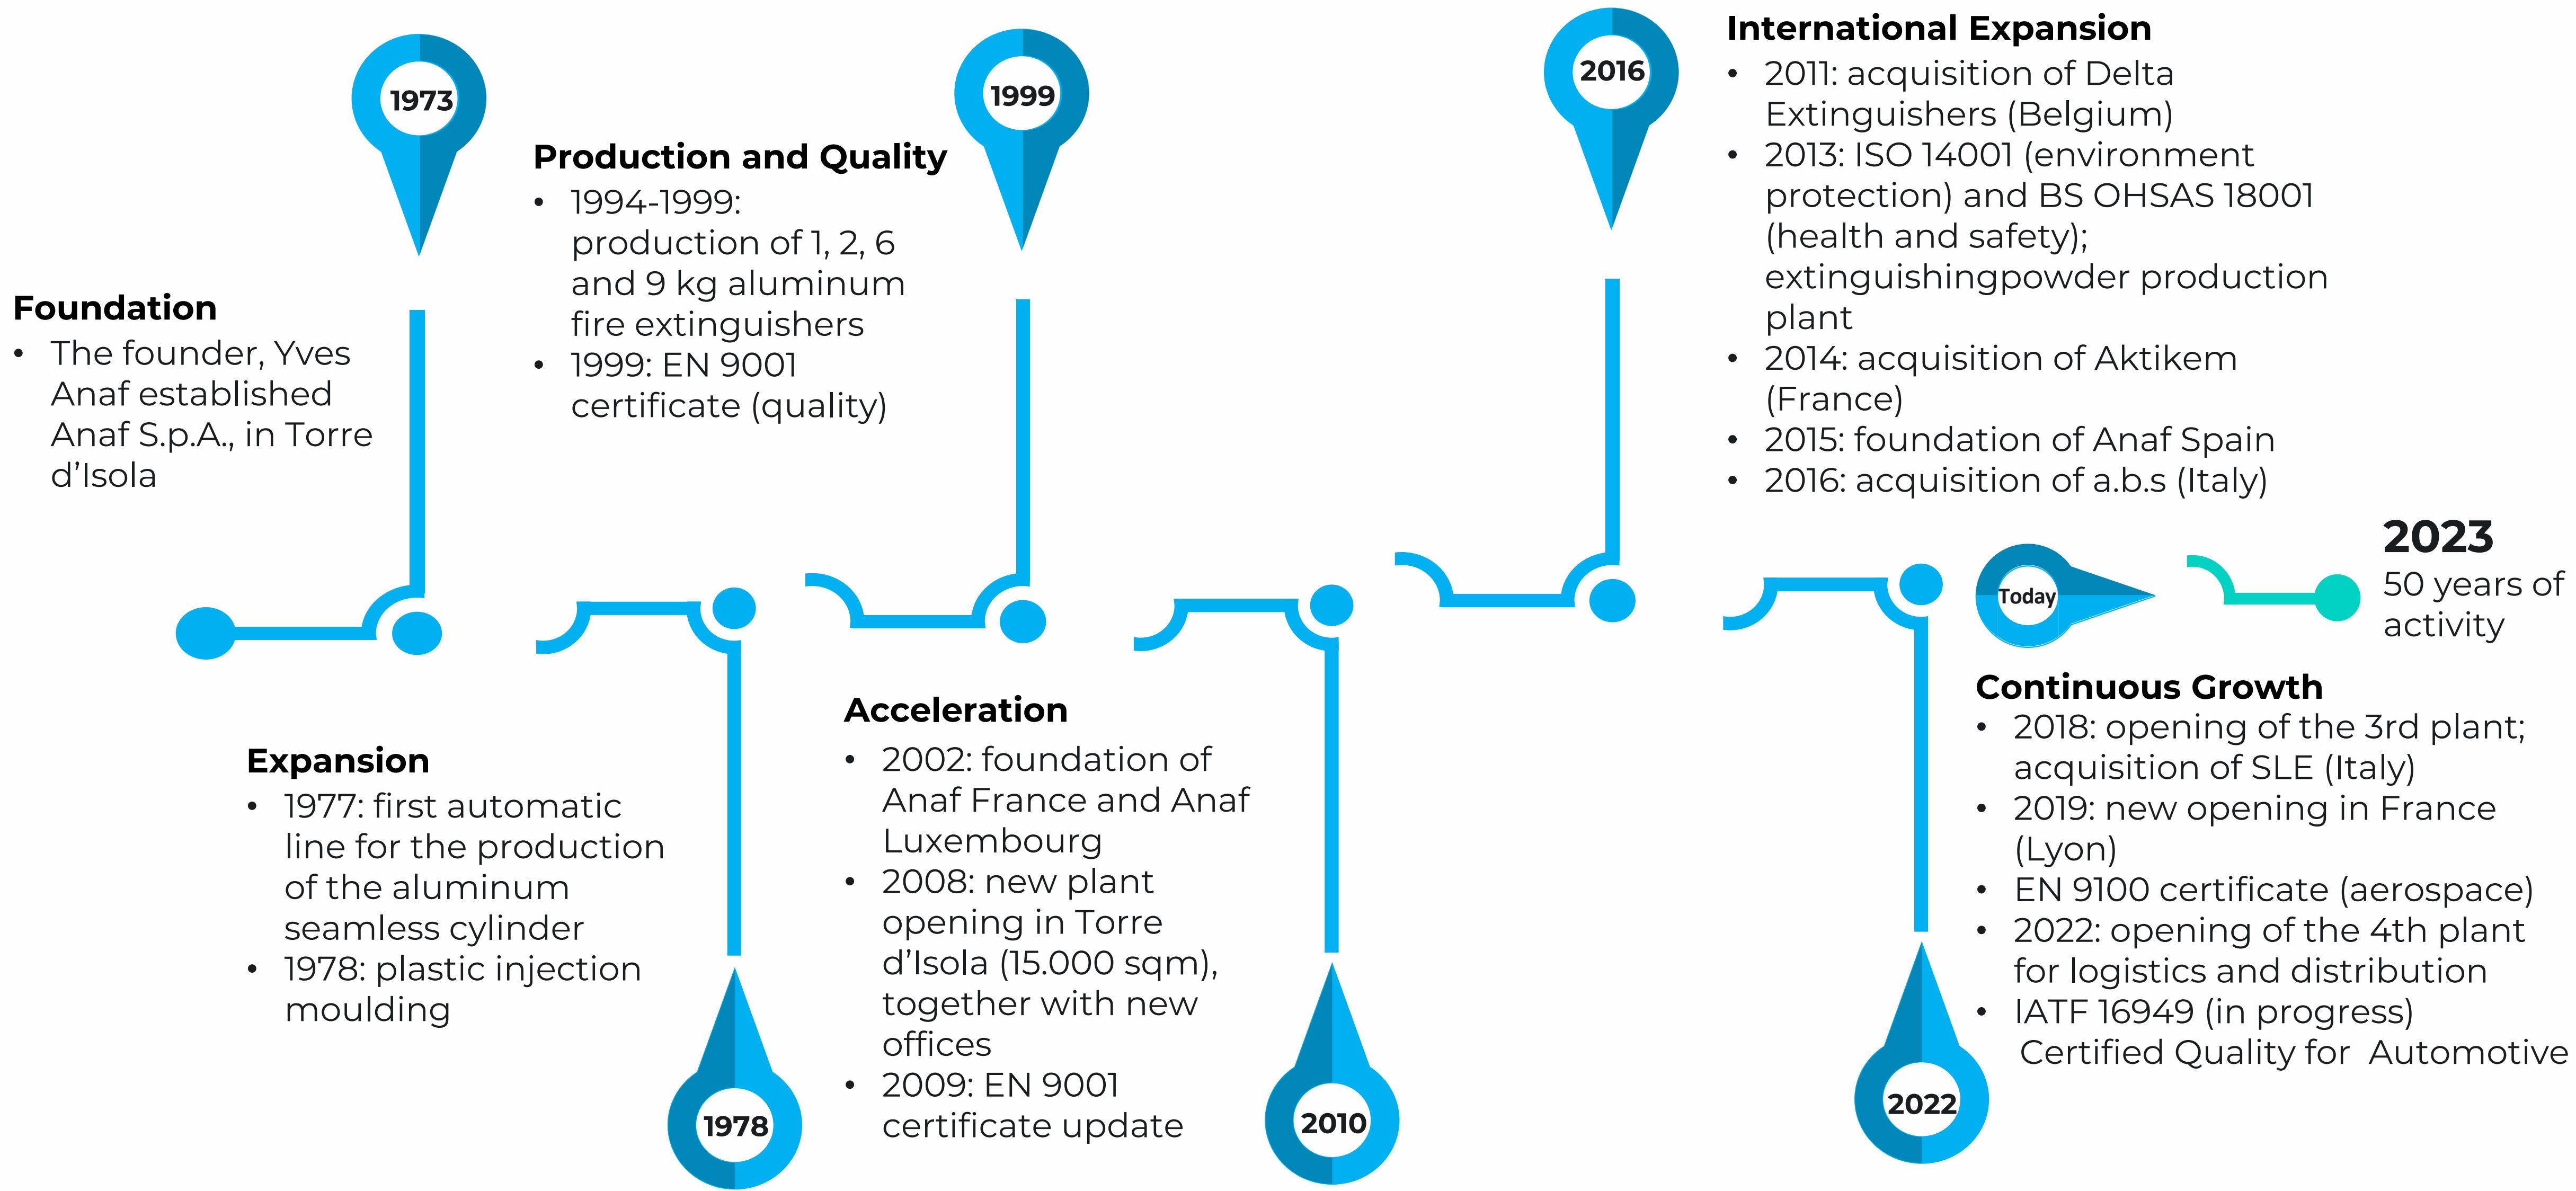 1973
Foundation
• The founder, Yves
Anaf established
Anaf S.p.A., in Torre
d’Isola
Expansion
• 1977: first automatic
line for the production
of the aluminum
seamless cylinder
• 1978: plastic injection
moulding
1978
Production and Quality
• 1994-1999:
production of 1, 2, 6
and 9 kg aluminum
fire extinguishers
• 1999: EN 9001
certificate (quality)
1999
Acceleration
• 2002: foundation of
Anaf France and Anaf
Luxembourg
• 2008: new plant
opening in Torre
d’Isola (15.000 sqm),
together with new
offices
• 2009: EN 9001
certificate update
2010
2016
International Expansion
• 2011: acquisition of Delta
Extinguishers (Belgium)
• 2013: ISO 14001 (environment
protection) and BS OHSAS 18001
(health and safety);
extinguishingpowder production
plant
• 2014: acquisition of Aktikem
(France)
• 2015: foundation of Anaf Spain
• 2016: acquisition of a.b.s (Italy)
Today
2023
50 years of
activity
Continuous Growth
• 2018: opening of the 3rd plant;
acquisition of SLE (Italy)
• 2019: new opening in France
(Lyon)
• EN 9100 certificate (aerospace)
• 2022: opening of the 4th plant
for logistics and distribution
• IATF 16949 (in progress)
Certified Quality for  Automotive
2022